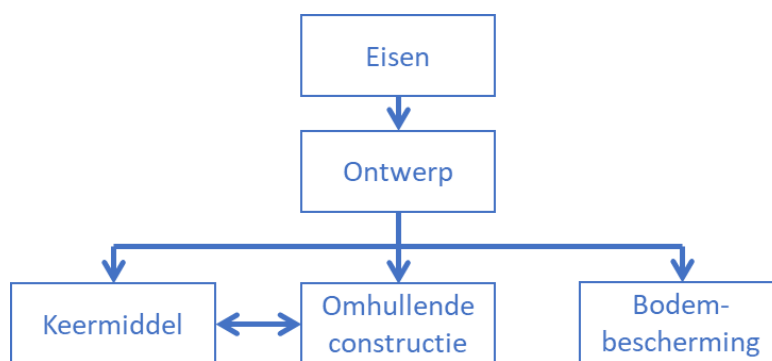 Eisen
Ontwerp
Keermiddel
Omhullende
constructie
Bodem-
bescherming